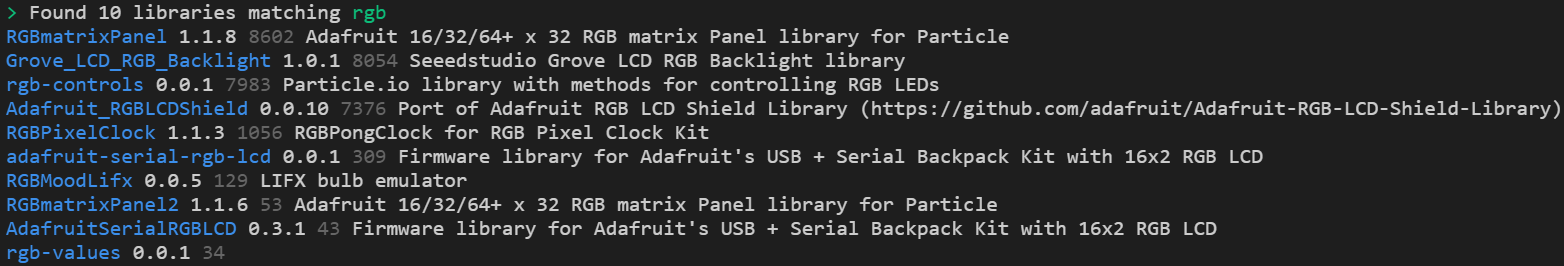 > Found 10 libraries matching rgb
RGBmatrixPanel 1.1.8 8602 Adafruit 16/32/64+ x 32 RGB matrix Panel library for Particle
Grove_LCD_RGB_Backlight 1.0.1 8054 Seeedstudio Grove LCD RGB Backlight library
rgb-controls 0.0.1 7983 Particle.io library with methods for controlling RGB LEDs
Adafruit_RGBLCDShield 0.0.10 7376 Port of Adafruit RGB LCD Shield Library (https://github.com/adafruit/Adafruit-RGB-LCD-Shield-Library)
RGBPixelClock 1.1.3 1056 RGBPongClock for RGB Pixel Clock Kit
adafruit-serial-rgb-lcd 0.0.1 309 Firmware library for Adafruit's USB + Serial Backpack Kit with 16x2 RGB LCD
RGBMoodLifx 0.0.5 129 LIFX bulb emulator
RGBmatrixPanel2 1.1.6 53 Adafruit 16/32/64+ x 32 RGB matrix Panel library for Particle
AdafruitSerialRGBLCD 0.3.1 43 Firmware library for Adafruit's USB + Serial Backpack Kit with 16x2 RGB LCD
rgb-values 0.0.1 34